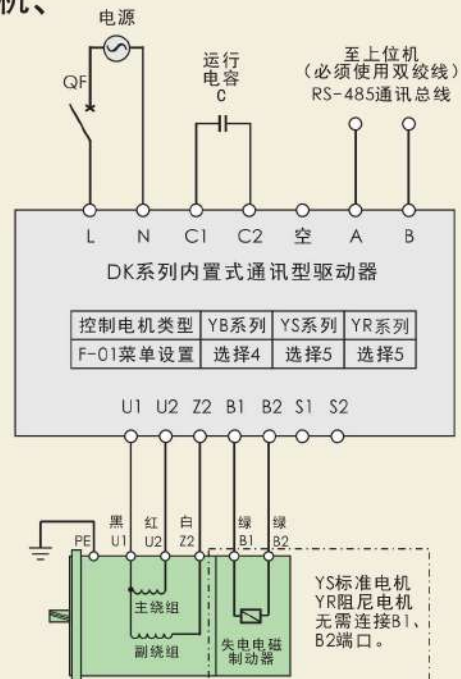 机、
电源
QF
运行
电容
C
至上位机
（必须使用双绞线）
RS-485通讯总线
L N C1 C2 空 A B
DK系列内置式通讯型驱动器
控制电机类型 YB系列 YS系列 YR系列
F-01菜单设置 选择4 选择5 选择5
U1 U2 Z2 B1 B2 S1 S2
黑 红 白 绿 绿
PE U1 U2 Z2 B1 B2
主绕组
副绕组
失电电磁
制动器
YS标准电机
YR阻尼电机
无需连接B1、
B2端口。